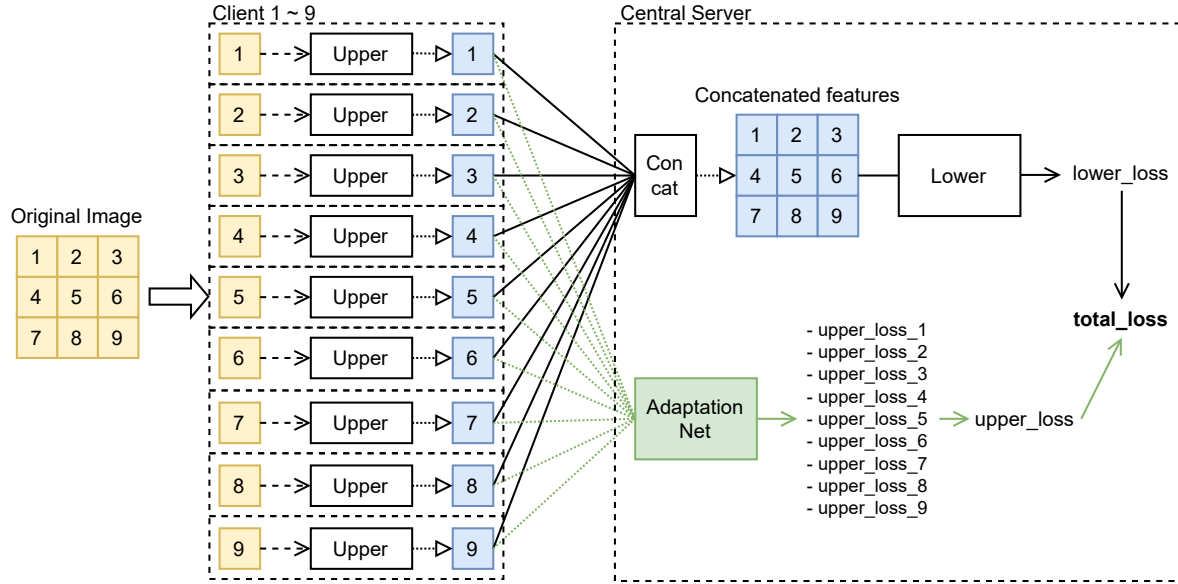 Client 1 ~ 9
Central Server
1 Upper 1
2 Upper 2
3 Upper 3
4 Upper 4
5 Upper 5
6 Upper 6
7 Upper 7
8 Upper 8
9 Upper 9
Original Image
1 2 3
4 5 6
7 8 9
Con
cat
Concatenated features
1 2 3
4 5 6
7 8 9
Lower
lower_loss
total_loss
Adaptation
Net
- upper_loss_1
- upper_loss_2
- upper_loss_3
- upper_loss_4
- upper_loss_5
- upper_loss_6
- upper_loss_7
- upper_loss_8
- upper_loss_9
upper_loss